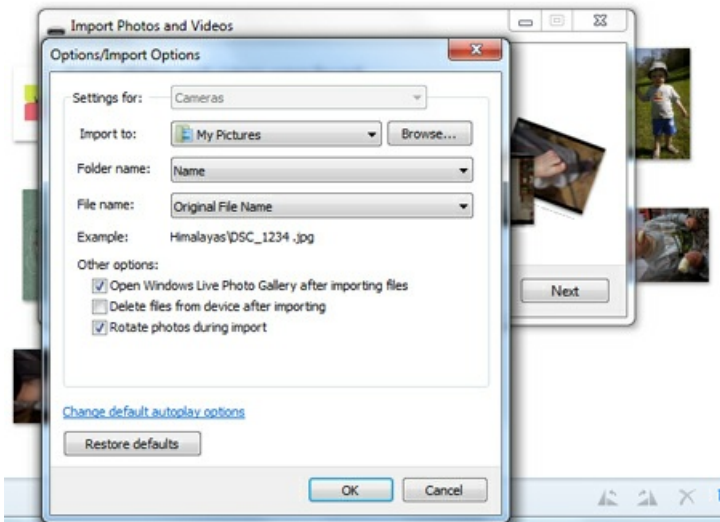 Import Photos and Videos
Options/Import Options
Settings for: Cameras
Import to: My Pictures Browse...
Folder name: Name
File name: Original File Name
Example: Himalayas\DSC_1234 .jpg
Other options:
Open Windows Live Photo Gallery after importing files
Delete files from device after importing
Rotate photos during import
Next
Change default autoplay options
Restore defaults
OK Cancel